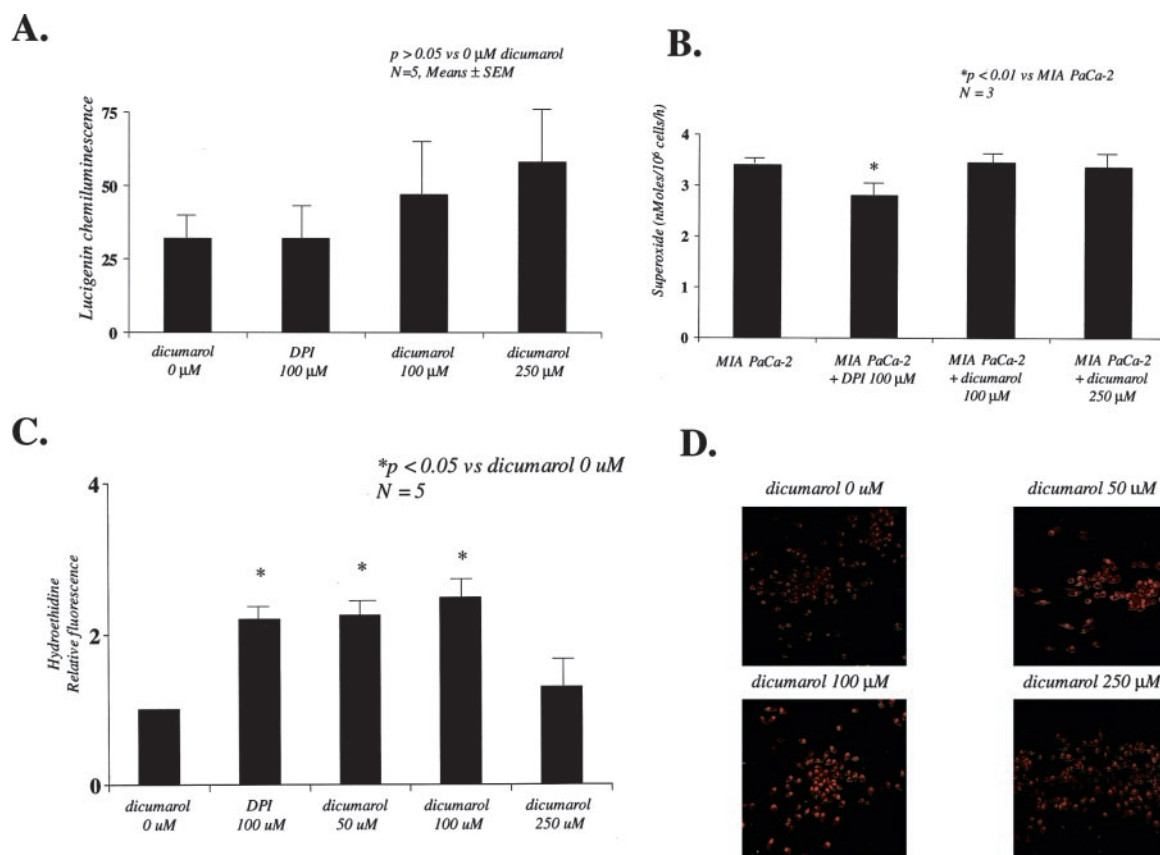 A.
p > 0.05 vs 0 μM dicumarol
N=5, Means ± SEM
Lucigenin chemiluminescence
75
50
25
0
dicumarol
0 μM
DPI
100 μM
dicumarol
100 μM
dicumarol
250 μM
B.
*p < 0.01 vs MIA PaCa-2
N = 3
Superoxide (nMoles/10⁶ cells/h)
4
3
2
1
0
*
MIA PaCa-2
MIA PaCa-2
+ DPI 100 μM
MIA PaCa-2
+ dicumarol
100 μM
MIA PaCa-2
+ dicumarol
250 μM
C.
*p < 0.05 vs dicumarol 0 uM
N = 5
Hydroethidine
Relative fluorescence
4
2
0
*
*
*
dicumarol
0 uM
DPI
100 uM
dicumarol
50 uM
dicumarol
100 uM
dicumarol
250 uM
D.
dicumarol 0 uM
dicumarol 50 uM
dicumarol 100 μM
dicumarol 250 μM